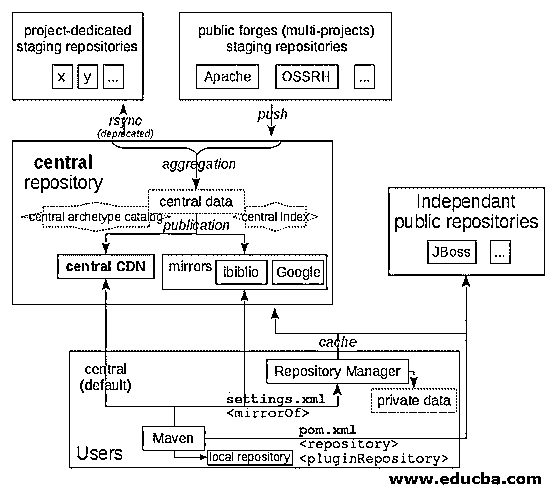 project-dedicated
staging repositories
x y ...
public forges (multi-projects)
staging repositories
Apache OSSRH ...
rsync
(deprecated)
push
central
repository
aggregation
central data
<central archetype catalog>
<central Index>
publication
central CDN
mirrors ibiblio Google
Independant
public repositories
JBoss ...
cache
central
(default)
Repository Manager
private data
settings.xml
<mirrorOf>
Maven
pom.xml
<repository>
<pluginRepository>
local repository
Users
www.educba.com